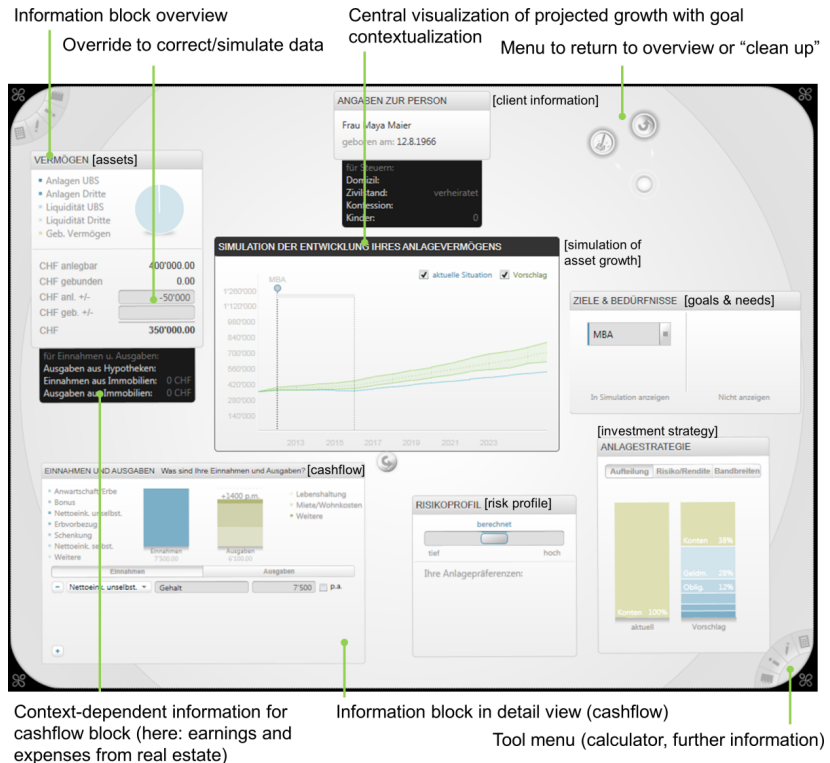 Information block overview
Central visualization of projected growth with goal
contextualization
Override to correct/simulate data
Menu to return to overview or “clean up”
ANGABEN ZUR PERSON [client information]
Frau Maya Maier
geboren am: 12.8.1966
für Steuern:
Domizil:
Zivilstand: verheiratet
Konfession:
Kinder: 0
VERMÖGEN [assets]
Anlagen UBS
Anlagen Dritte
Liquidität UBS
Liquidität Dritte
Geb. Vermögen
CHF anlegbar 400'000.00
CHF gebunden 0.00
CHF anl. +/- -50'000
CHF geb. +/-
CHF 350'000.00
für Einnahmen u. Ausgaben:
Ausgaben aus Hypotheken:
Einnahmen aus Immobilien: 0 CHF
Ausgaben aus Immobilien: 0 CHF
SIMULATION DER ENTWICKLUNG IHRES ANLAGEVERMÖGENS
[simulation of
asset growth]
MBA
aktuelle Situation Vorschlag
1'260'000
1'120'000
980'000
840'000
700'000
560'000
420'000
280'000
140'000
2013 2015 2017 2019 2021 2023
ZIELE & BEDÜRFNISSE [goals & needs]
MBA
In Simulation anzeigen Nicht anzeigen
[investment strategy]
ANLAGESTRATEGIE
Aufteilung Risiko/Rendite Bandbreiten
Konten 28%
Geldm. 28%
Oblig. 12%
Konten 100%
aktuell Vorschlag
EINNAHMEN UND AUSGABEN Was sind Ihre Einnahmen und Ausgaben? [cashflow]
Anwartschaft/Erbe
Bonus
Nettoeink. unselbst.
Erbvorbezug
Schenkung
Nettoeink. selbst.
Weitere
+1400 p.m.
Einnahmen
7'500.00
Ausgaben
6'100.00
Lebenshaltung
Miete/Wohnkosten
Weitere
Einnahmen Ausgaben
− Nettoeink. unselbst. Gehalt 7'500 p.a.
+
RISIKOPROFIL [risk profile]
berechnet
tief hoch
Ihre Anlagepräferenzen:
Context-dependent information for
cashflow block (here: earnings and
expenses from real estate)
Information block in detail view (cashflow)
Tool menu (calculator, further information)